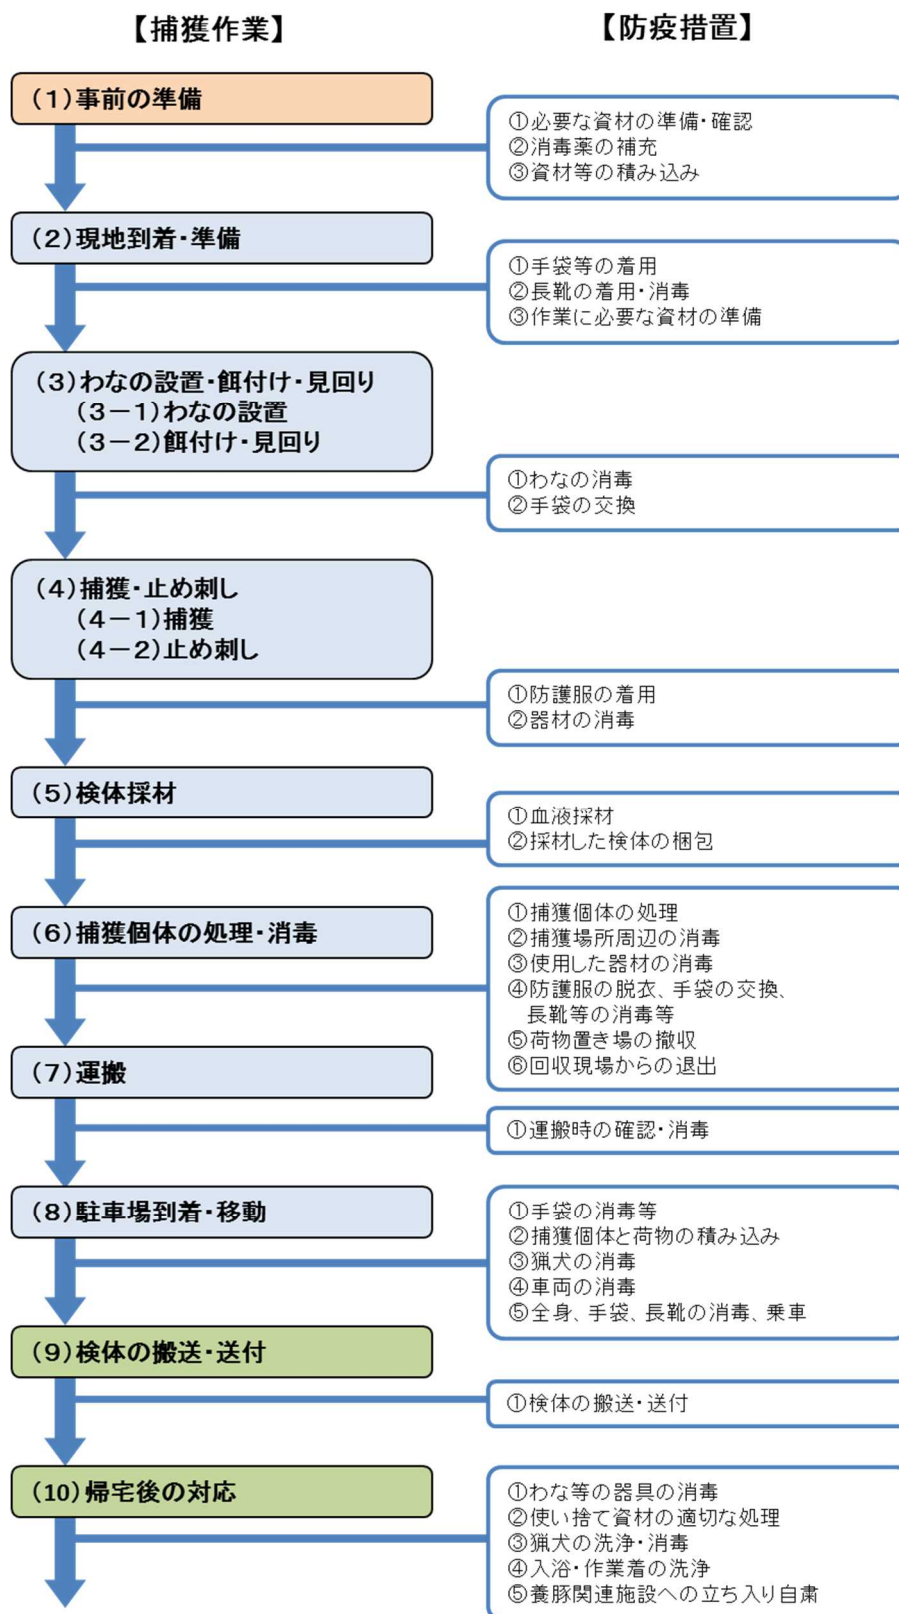 【捕獲作業】
【防疫措置】
（１）事前の準備
①必要な資材の準備・確認
②消毒薬の補充
③資材等の積み込み
（２）現地到着・準備
①手袋等の着用
②長靴の着用・消毒
③作業に必要な資材の準備
（３）わなの設置・餌付け・見回り
（３－１）わなの設置
（３－２）餌付け・見回り
①わなの消毒
②手袋の交換
（４）捕獲・止め刺し
（４－１）捕獲
（４－２）止め刺し
①防護服の着用
②器材の消毒
（５）検体採材
①血液採材
②採材した検体の梱包
（６）捕獲個体の処理・消毒
①捕獲個体の処理
②捕獲場所周辺の消毒
③使用した器材の消毒
④防護服の脱衣、手袋の交換、
長靴等の消毒等
⑤荷物置き場の撤収
⑥回収現場からの退出
（７）運搬
①運搬時の確認・消毒
（８）駐車場到着・移動
①手袋の消毒等
②捕獲個体と荷物の積み込み
③猟犬の消毒
④車両の消毒
⑤全身、手袋、長靴の消毒、乗車
（９）検体の搬送・送付
①検体の搬送・送付
（10）帰宅後の対応
①わな等の器具の消毒
②使い捨て資材の適切な処理
③猟犬の洗浄・消毒
④入浴・作業着の洗浄
⑤養豚関連施設への立ち入り自粛